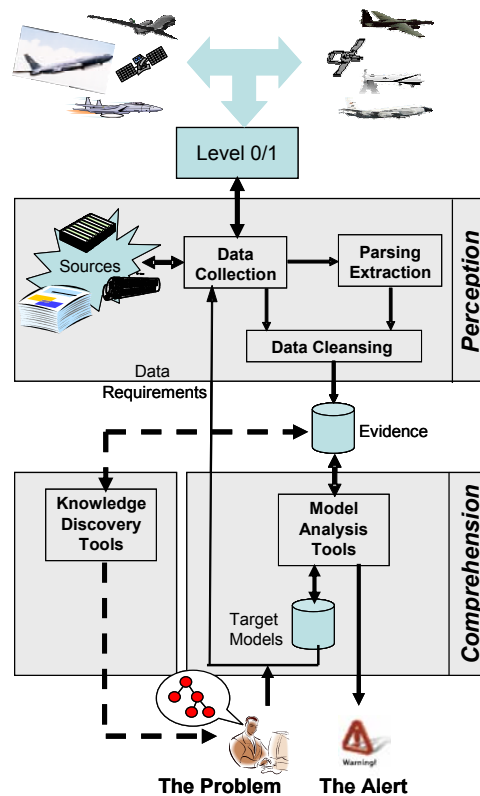 Level 0/1
Sources
Data
Collection
Parsing
Extraction
Perception
Data Cleansing
Data
Requirements
Evidence
Knowledge
Discovery
Tools
Model
Analysis
Tools
Comprehension
Target
Models
Warning!
The Problem
The Alert